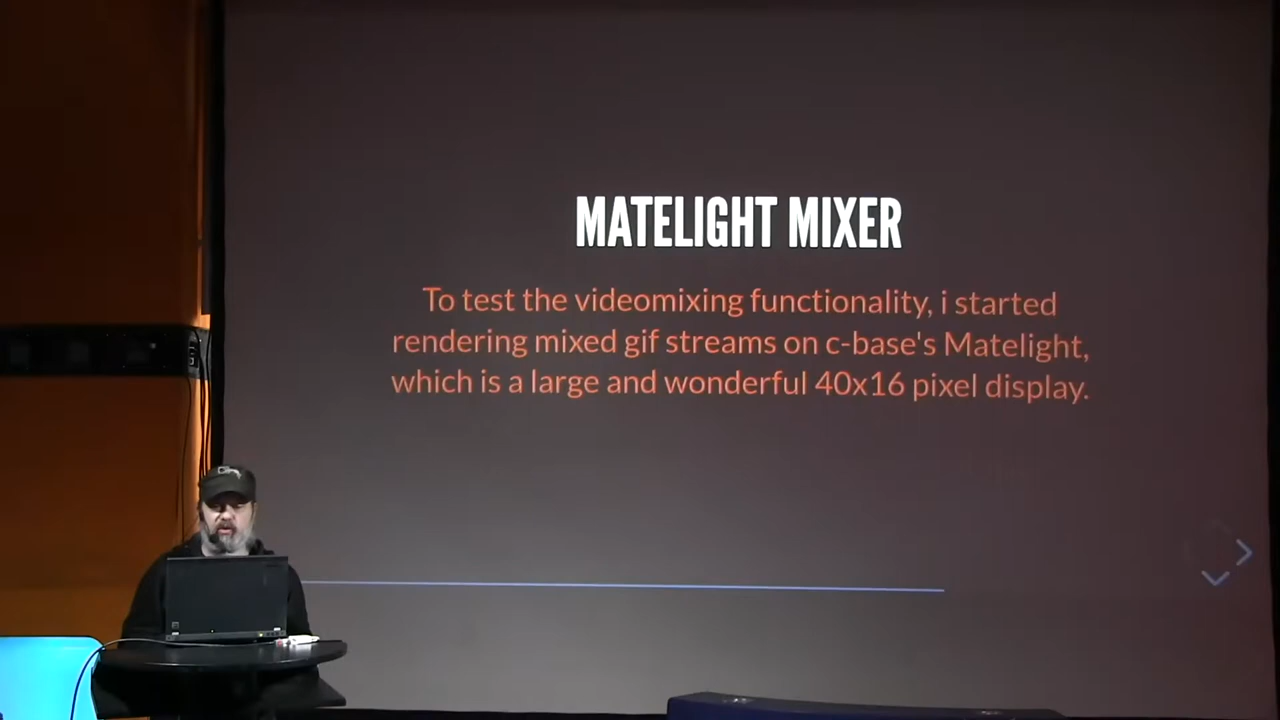 MATELIGHT MIXER
To test the videomixing functionality, i started
rendering mixed gif streams on c-base's Matelight,
which is a large and wonderful 40x16 pixel display.